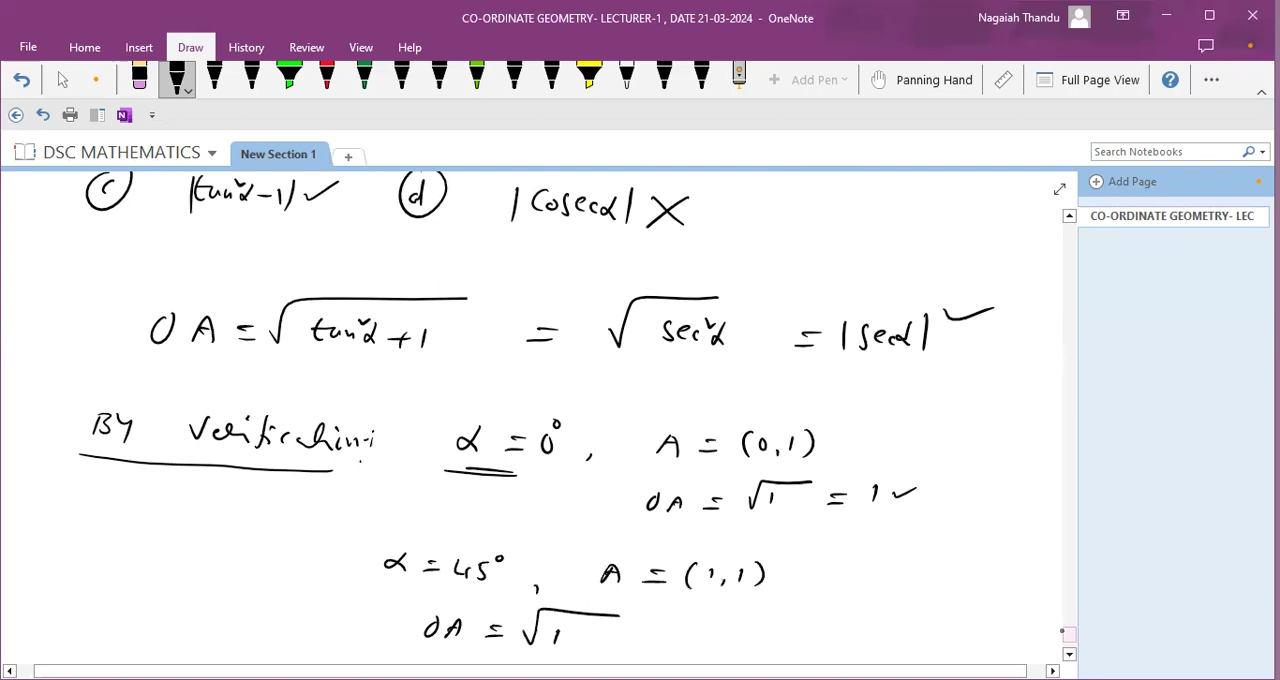 CO-ORDINATE GEOMETRY- LECTURER-1 , DATE 21-03-2024 - OneNote
Nagaiah Thandu
File Home Insert Draw History Review View Help
Add Pen Panning Hand Full Page View
DSC MATHEMATICS New Section 1
Search Notebooks
Add Page
CO-ORDINATE GEOMETRY- LEC
(c) |tan²α-1| ✓ (d) |Cosecα| ✗
OA = √(tan²α+1) = √(sec²α) = |secα| ✓
By Verification: α = 0°, A = (0,1)
OA = √1 = 1 ✓
α = 45°, A = (1,1)
OA = √1